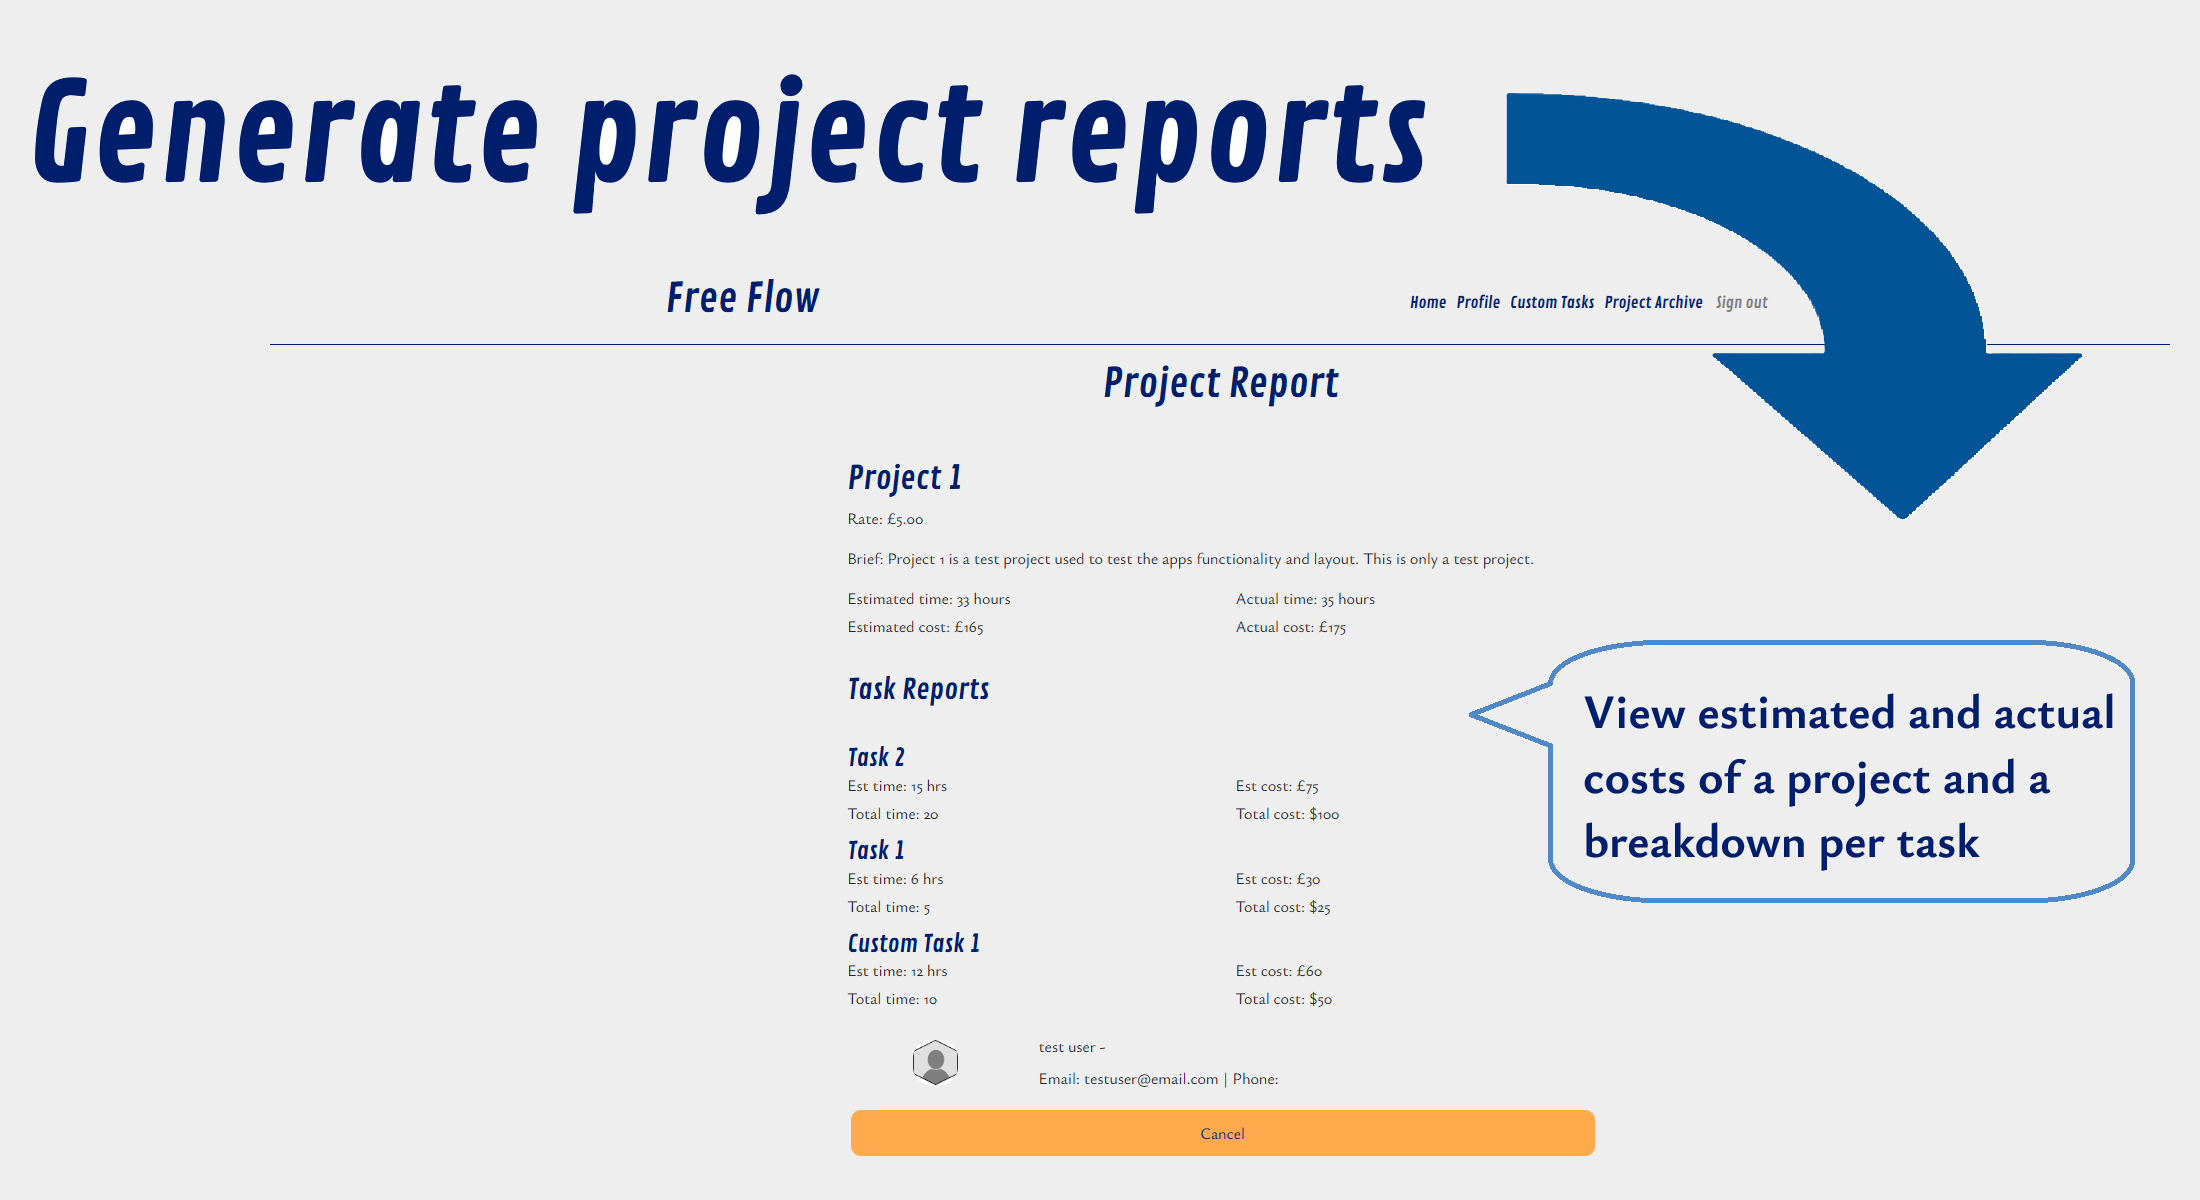 Generate project reports
Free Flow
Home Profile Custom Tasks Project Archive Sign out
Project Report
Project 1
Rate: £5.00
Brief: Project 1 is a test project used to test the apps functionality and layout. This is only a test project.
Estimated time: 33 hours Actual time: 35 hours
Estimated cost: £165 Actual cost: £175
Task Reports
Task 2
Est time: 15 hrs Est cost: £75
Total time: 20 Total cost: $100
Task 1
Est time: 6 hrs Est cost: £30
Total time: 5 Total cost: $25
Custom Task 1
Est time: 12 hrs Est cost: £60
Total time: 10 Total cost: $50
View estimated and actual
costs of a project and a
breakdown per task
test user -
Email: testuser@email.com | Phone:
Cancel